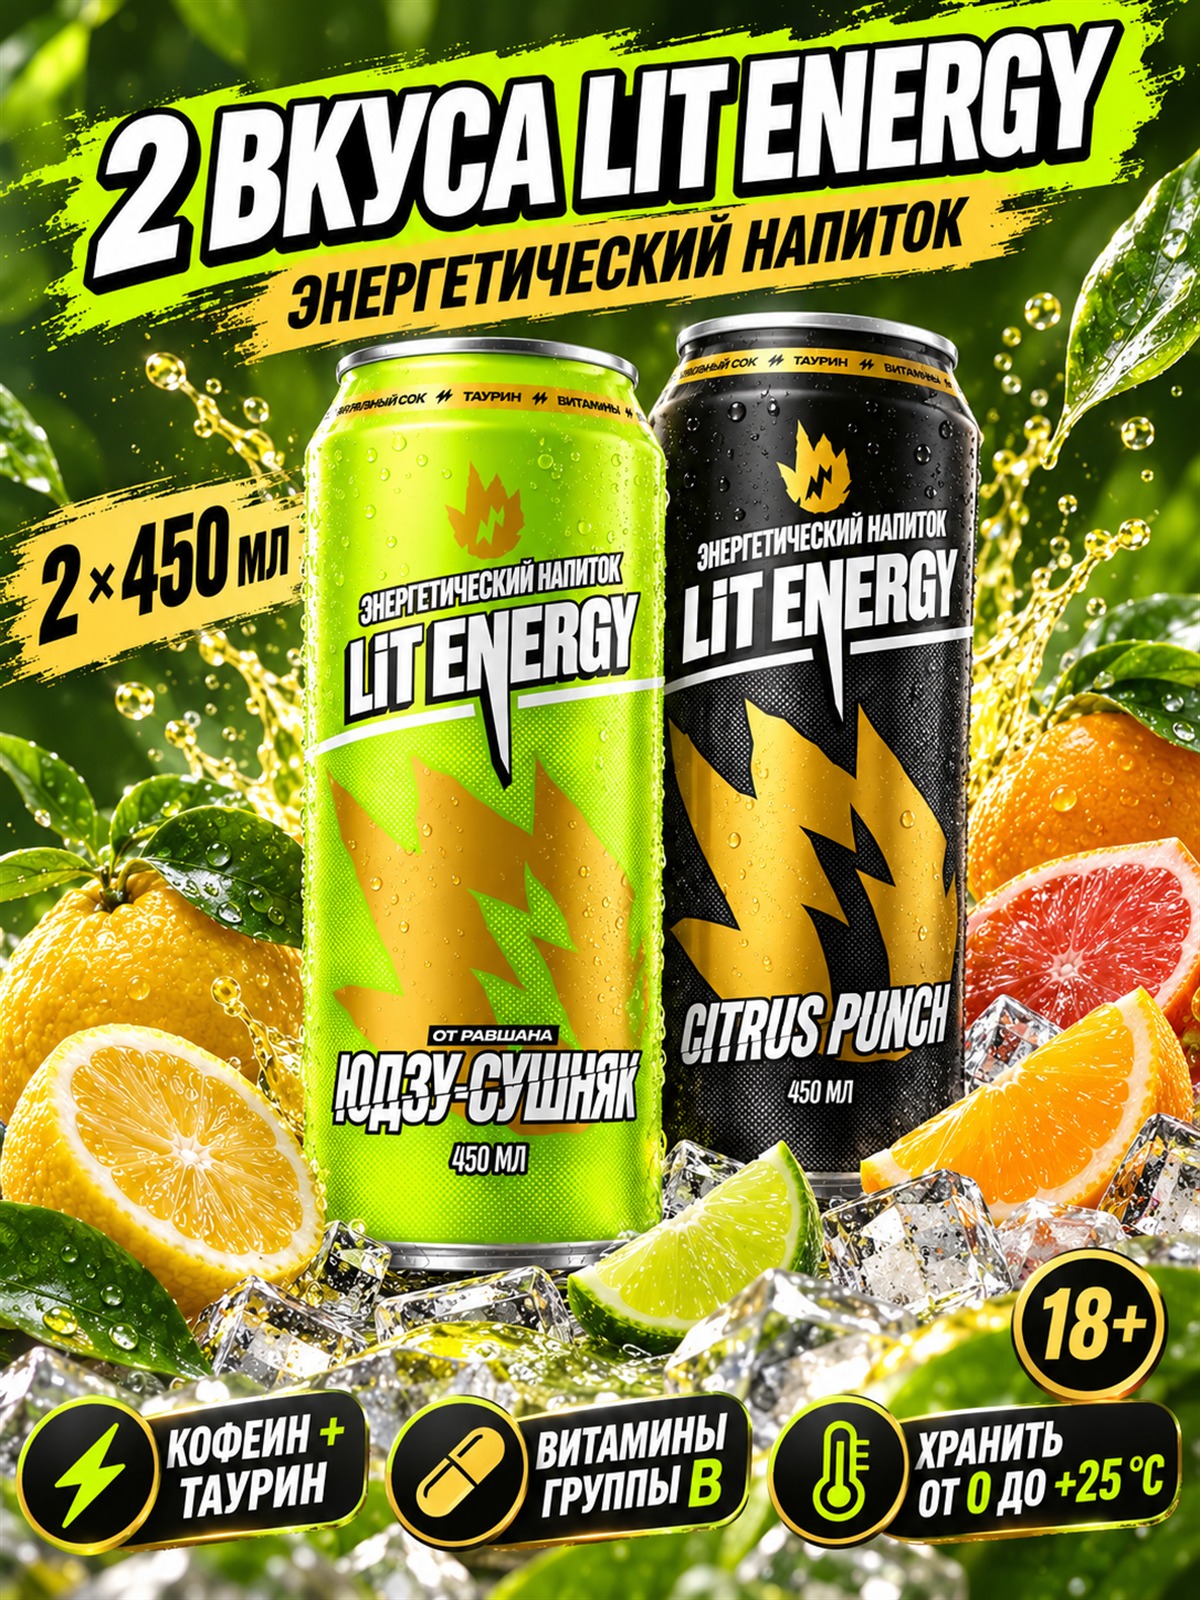 2 ВКУСА LIT ENERGY
ЭНЕРГЕТИЧЕСКИЙ НАПИТОК
2×450 мл
СОК ТАУРИН ВИТАМИНЫ
ЭНЕРГЕТИЧЕСКИЙ НАПИТОК
LiT ENERGY
ОТ РАВШАНА
ЮДЗУ-СУШНЯК
450 МЛ
СОК ТАУРИН ВИТАМИНЫ
ЭНЕРГЕТИЧЕСКИЙ НАПИТОК
LiT ENERGY
CITRUS PUNCH
450 МЛ
18+
КОФЕИН +
ТАУРИН
ВИТАМИНЫ
ГРУППЫ B
ХРАНИТЬ
ОТ 0 ДО +25 °C